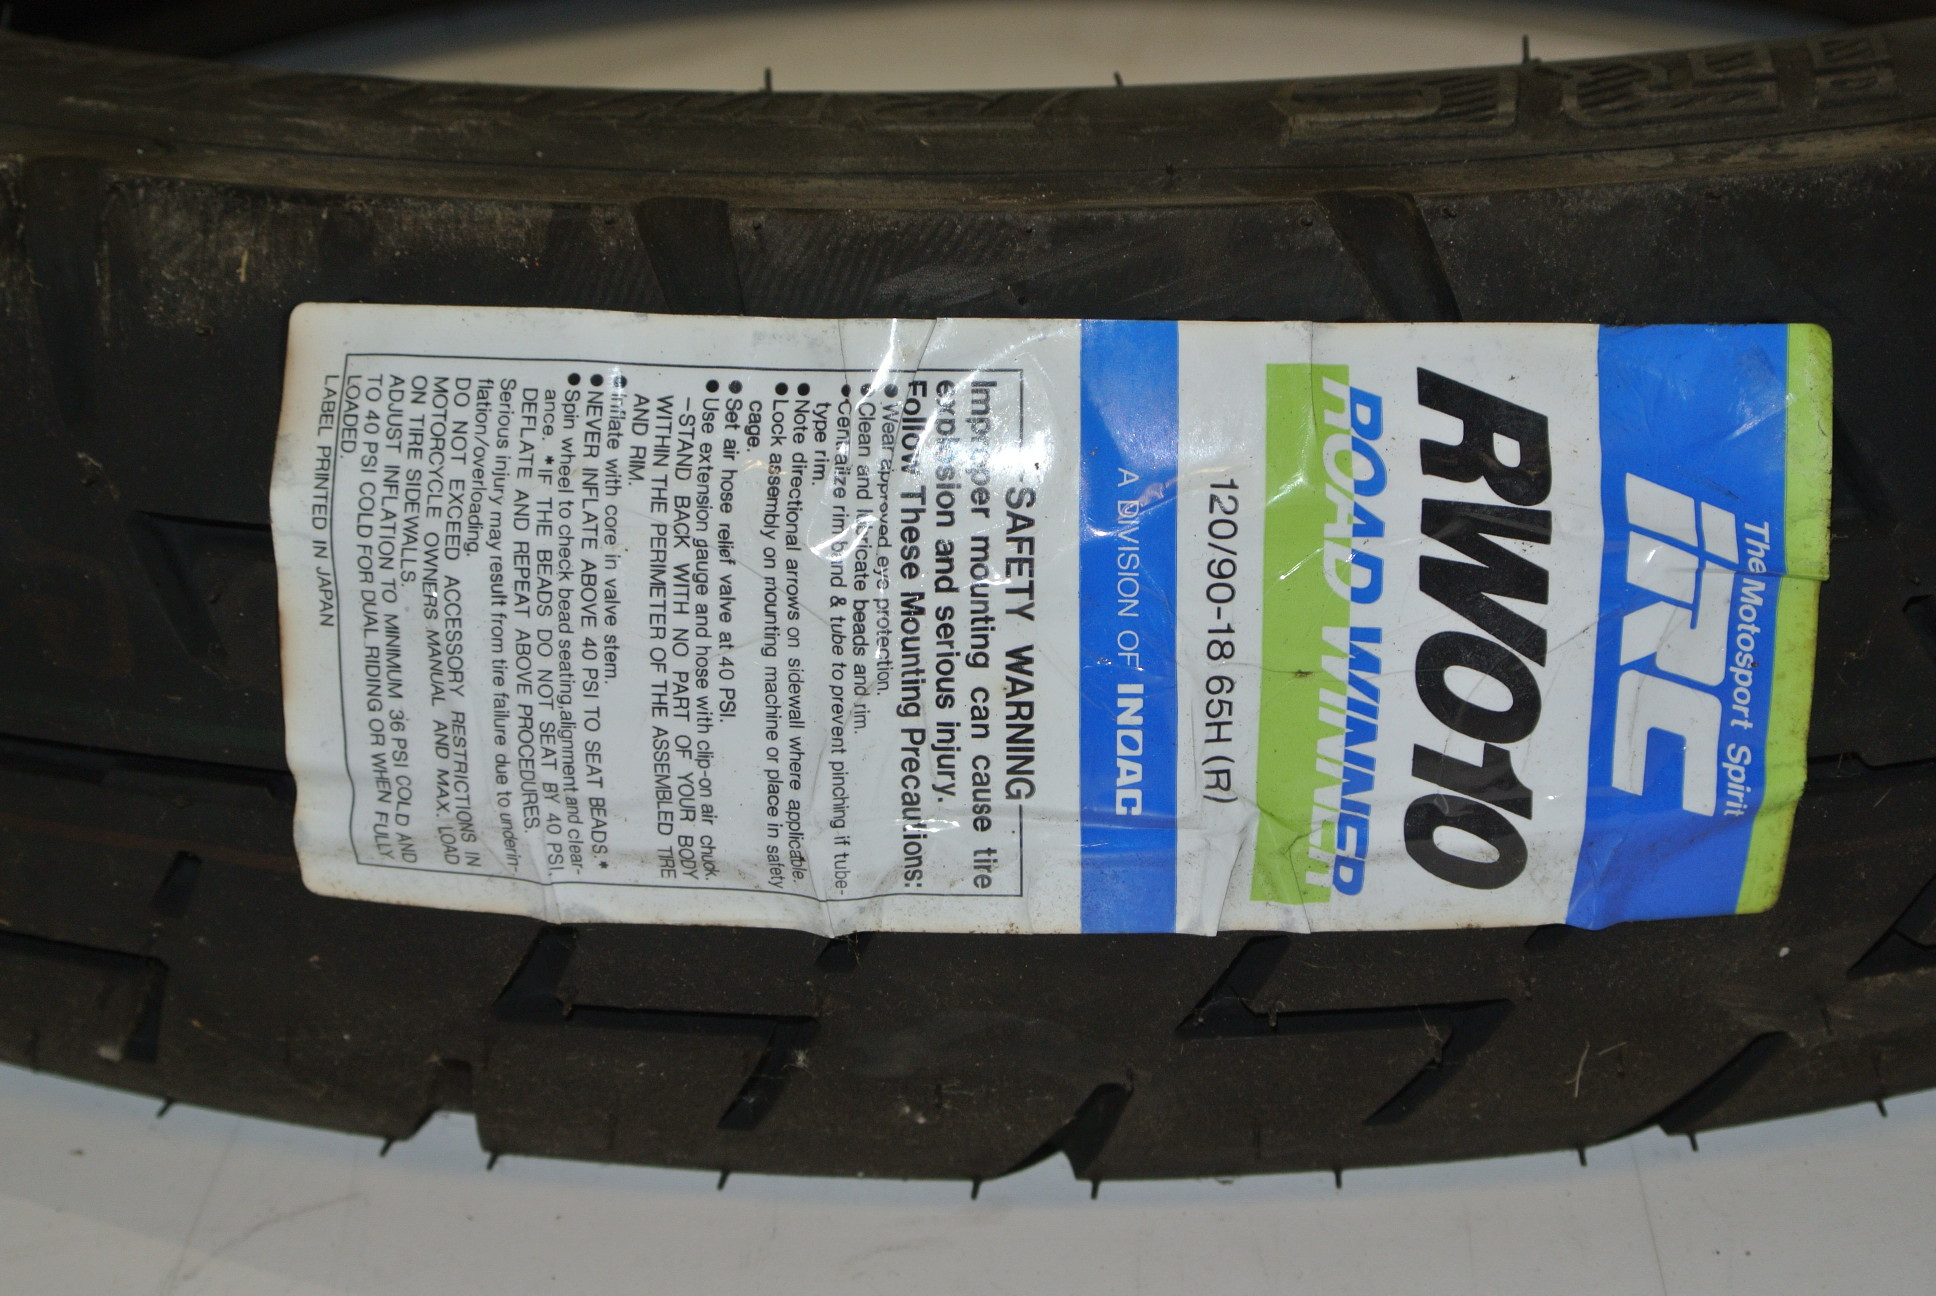 The Motosport Spirit
iRC
RW010
ROAD WINNER
120/90-18 65H (R)
A DIVISION OF INOAC
SAFETY WARNING
Improper mounting can cause tire
explosion and serious injury.
Follow These Mounting Precautions:
● Wear approved eye protection.
● Clean and lubricate beads and rim.
● Centralize rim band & tube to prevent pinching if tube-
type rim.
● Note directional arrows on sidewall where applicable.
● Lock assembly on mounting machine or place in safety
cage.
● Set air hose relief valve at 40 PSI.
● Use extension gauge and hose with clip-on air chuck.
–STAND BACK WITH NO PART OF YOUR BODY
WITHIN THE PERIMETER OF THE ASSEMBLED TIRE
AND RIM.
● Inflate with core in valve stem.
● NEVER INFLATE ABOVE 40 PSI TO SEAT BEADS.*
● Spin wheel to check bead seating,alignment and clear-
ance. *IF THE BEADS DO NOT SEAT BY 40 PSI,
DEFLATE AND REPEAT ABOVE PROCEDURES.
Serious injury may result from tire failure due to underin-
flation/overloading.
DO NOT EXCEED ACCESSORY RESTRICTIONS IN
MOTORCYCLE OWNERS MANUAL AND MAX. LOAD
ON TIRE SIDEWALLS.
ADJUST INFLATION TO MINIMUM 36 PSI COLD AND
TO 40 PSI COLD FOR DUAL RIDING OR WHEN FULLY
LOADED.
LABEL PRINTED IN JAPAN